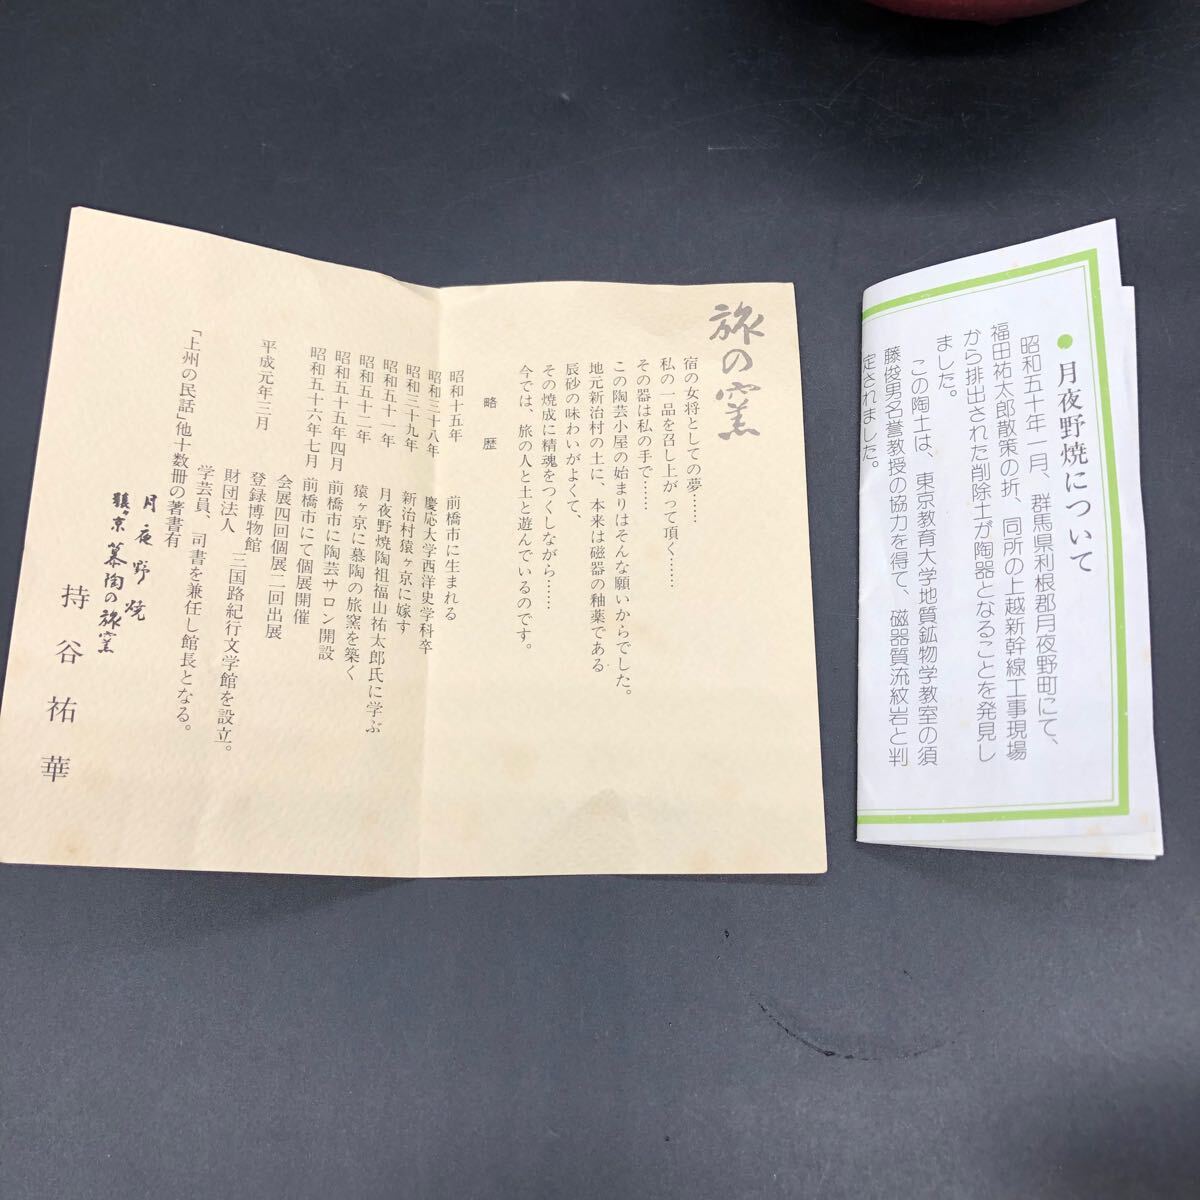 旅の窯
宿の女将としての夢……
私の一品を召し上がって頂く……
その器は私の手で……
この陶芸小屋の始まりはそんな願いからでした。
地元新治村の土に、本来は磁器の釉薬である
辰砂の味わいがよくて、
その焼成に精魂をつくしながら……
今では、旅の人と土と遊んでいるのです。
略歴
昭和十五年 前橋市に生まれる
昭和三十八年 慶応大学西洋史学科卒
昭和三十九年 新治村猿ヶ京に嫁す
昭和五十一年 月夜野焼陶祖福山祐太郎氏に学ぶ
昭和五十二年 猿ヶ京に慕陶の旅窯を築く
昭和五十五年四月 前橋市に陶芸サロン開設
昭和五十六年七月 前橋市にて個展開催
会展四回個展二回出展
平成元年三月 登録博物館
財団法人 三国路紀行文学館を設立。
学芸員、司書を兼任し館長となる。
「上州の民話」他十数冊の著書有
月夜野焼
猿ヶ京慕陶の旅窯
持谷祐華
●月夜野焼について
昭和五十年一月、群馬県利根郡月夜野町にて、
福田祐太郎散策の折、同所の上越新幹線工事現場
から排出された削除土が陶器となることを発見し
ました。
この陶土は、東京教育大学地質鉱物学教室の須
藤俊男名誉教授の協力を得て、磁器質流紋岩と判
定されました。